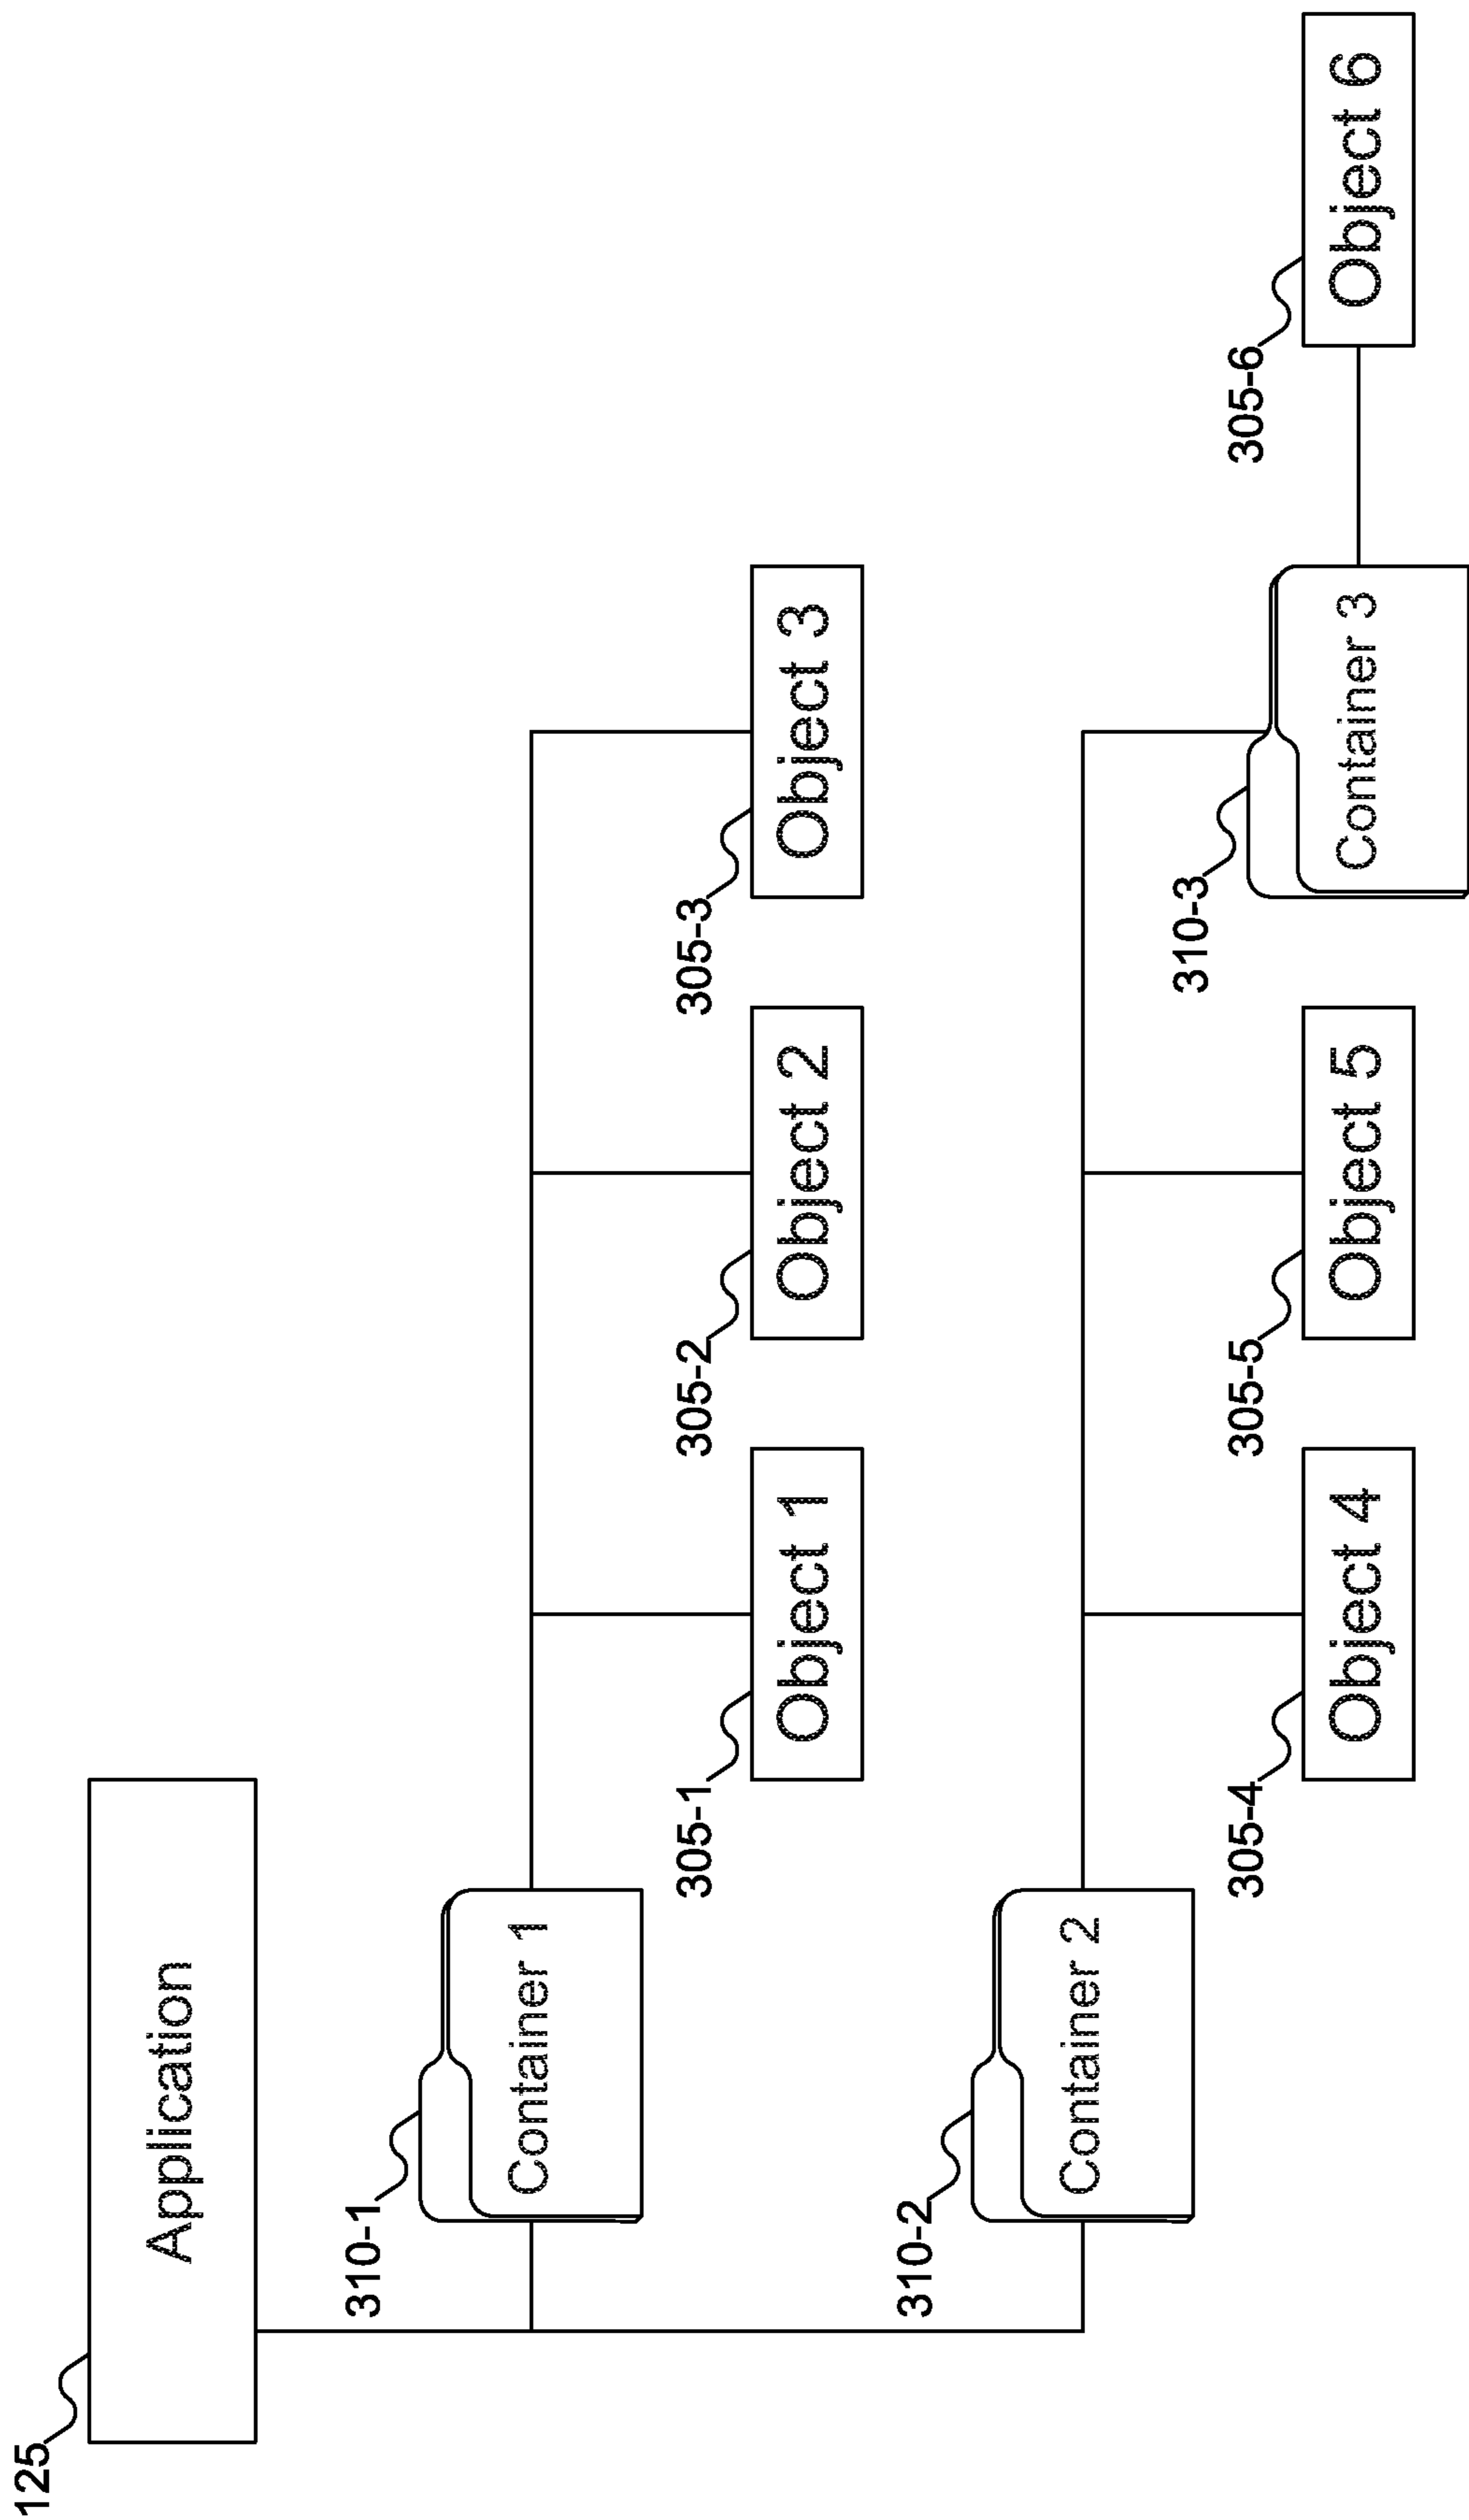 125
Application
310-1
Container 1
305-1
Object 1
305-2
Object 2
305-3
Object 3
310-2
Container 2
305-4
Object 4
305-5
Object 5
310-3
Container 3
305-6
Object 6